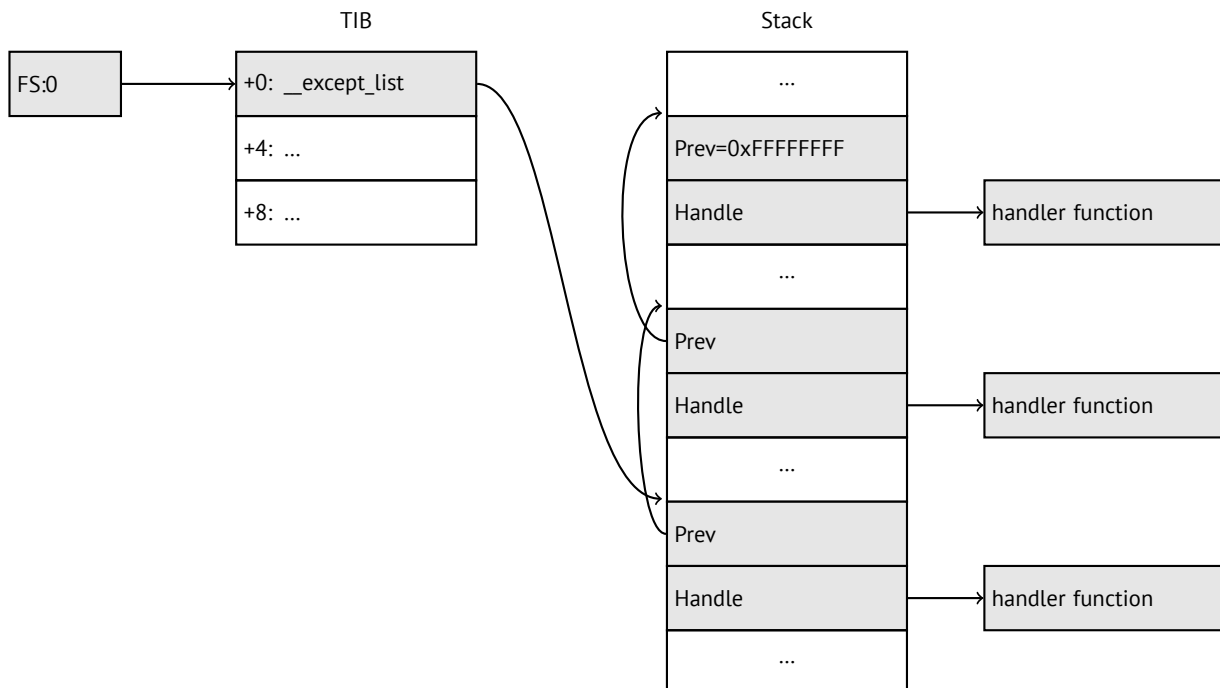 TIB
Stack
FS:0
+0: __except_list
+4: ...
+8: ...
...
Prev=0xFFFFFFFF
Handle
handler function
...
Prev
Handle
handler function
...
Prev
Handle
handler function
...